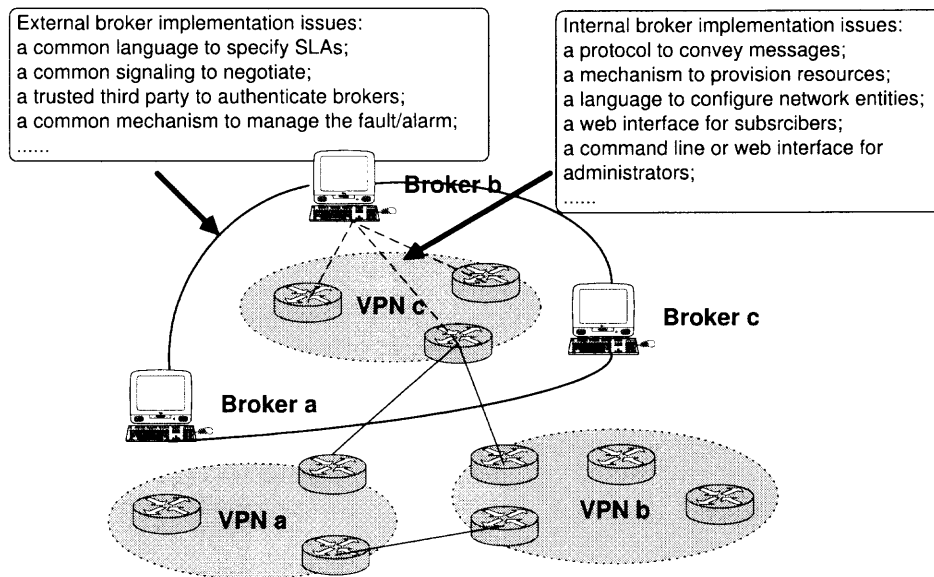 External broker implementation issues:
a common language to specify SLAs;
a common signaling to negotiate;
a trusted third party to authenticate brokers;
a common mechanism to manage the fault/alarm;
......
Internal broker implementation issues:
a protocol to convey messages;
a mechanism to provision resources;
a language to configure network entities;
a web interface for subsrcibers;
a command line or web interface for
administrators;
......
Broker b
VPN c
Broker c
Broker a
VPN a
VPN b